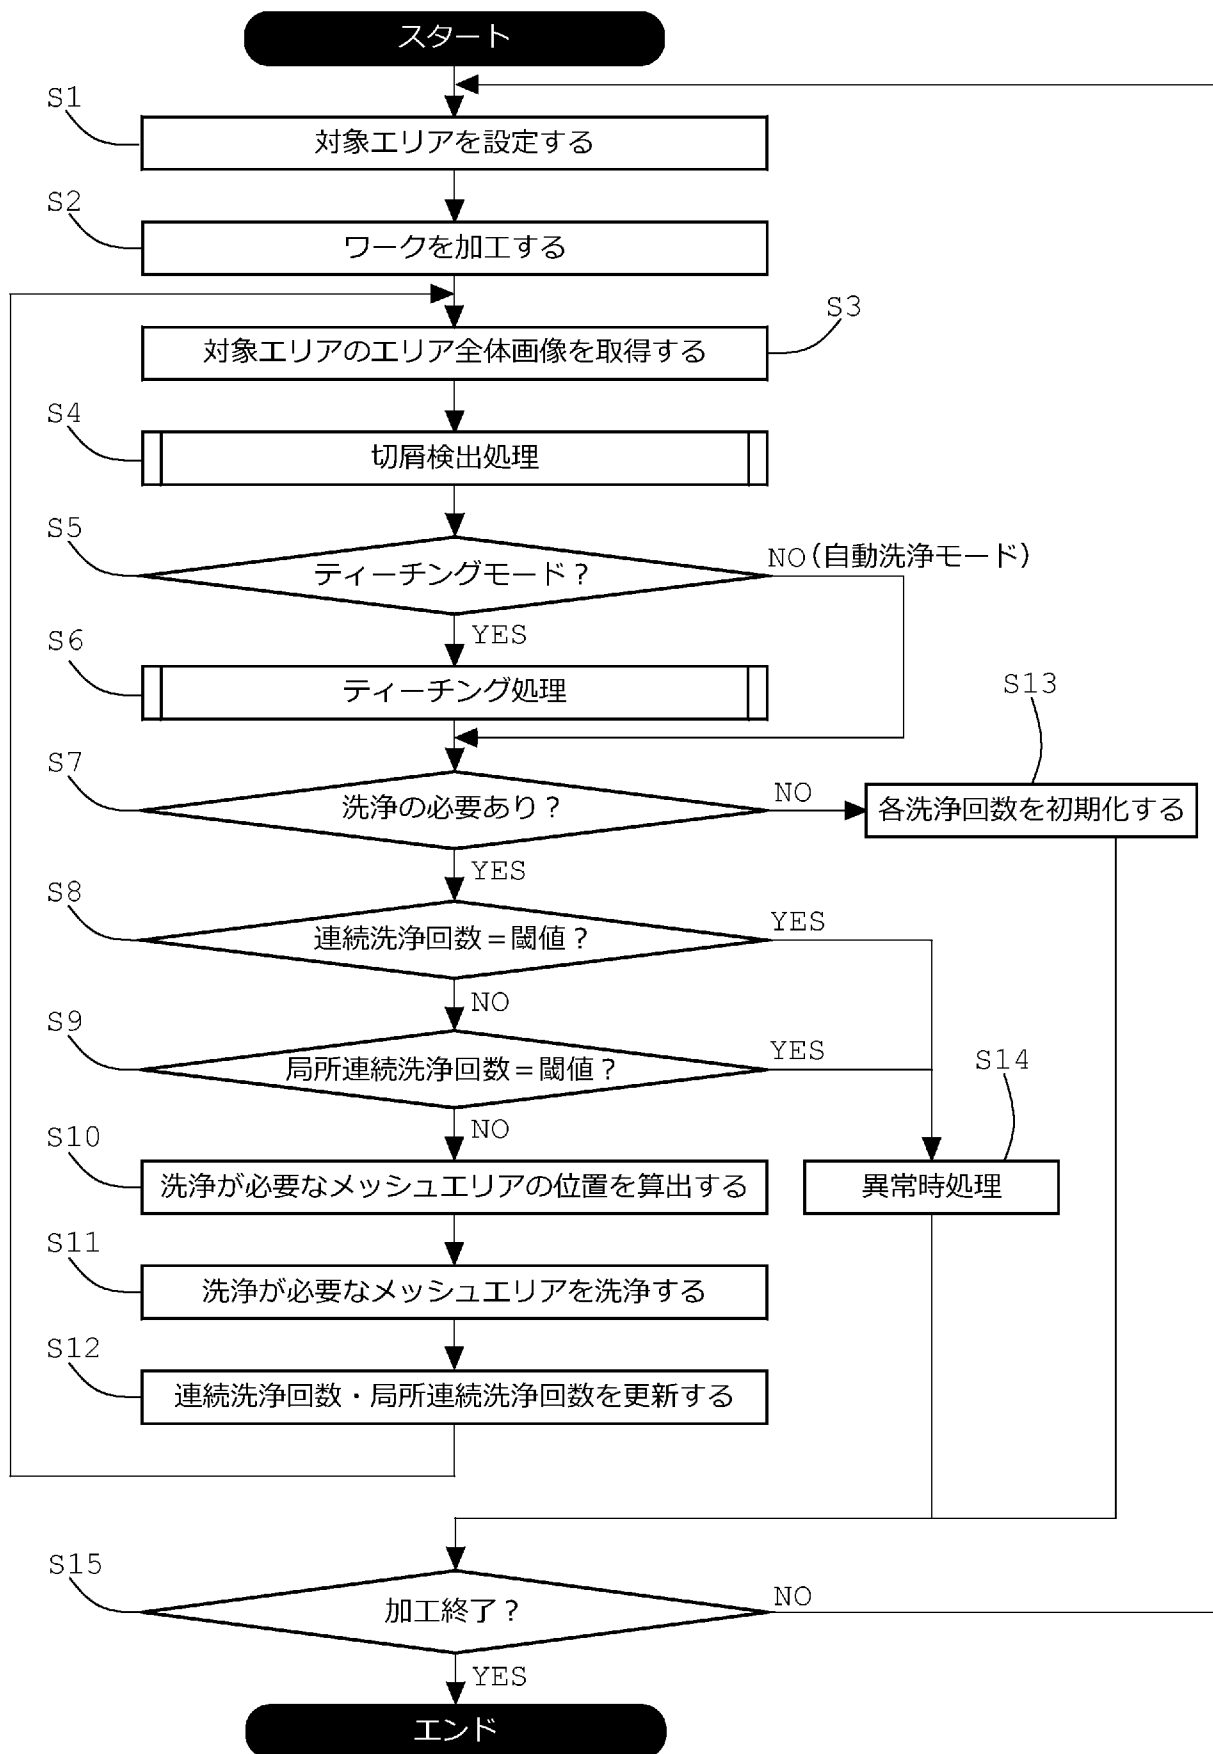 スタート
S1
対象エリアを設定する
S2
ワークを加工する
S3
対象エリアのエリア全体画像を取得する
S4
切屑検出処理
S5
ティーチングモード？
NO(自動洗浄モード)
YES
S6
ティーチング処理
S13
S7
洗浄の必要あり？
NO
各洗浄回数を初期化する
YES
S8
連続洗浄回数＝閾値？
YES
NO
S9
局所連続洗浄回数＝閾値？
YES
S14
NO
S10
洗浄が必要なメッシュエリアの位置を算出する
異常時処理
S11
洗浄が必要なメッシュエリアを洗浄する
S12
連続洗浄回数・局所連続洗浄回数を更新する
S15
加工終了？
NO
YES
エンド